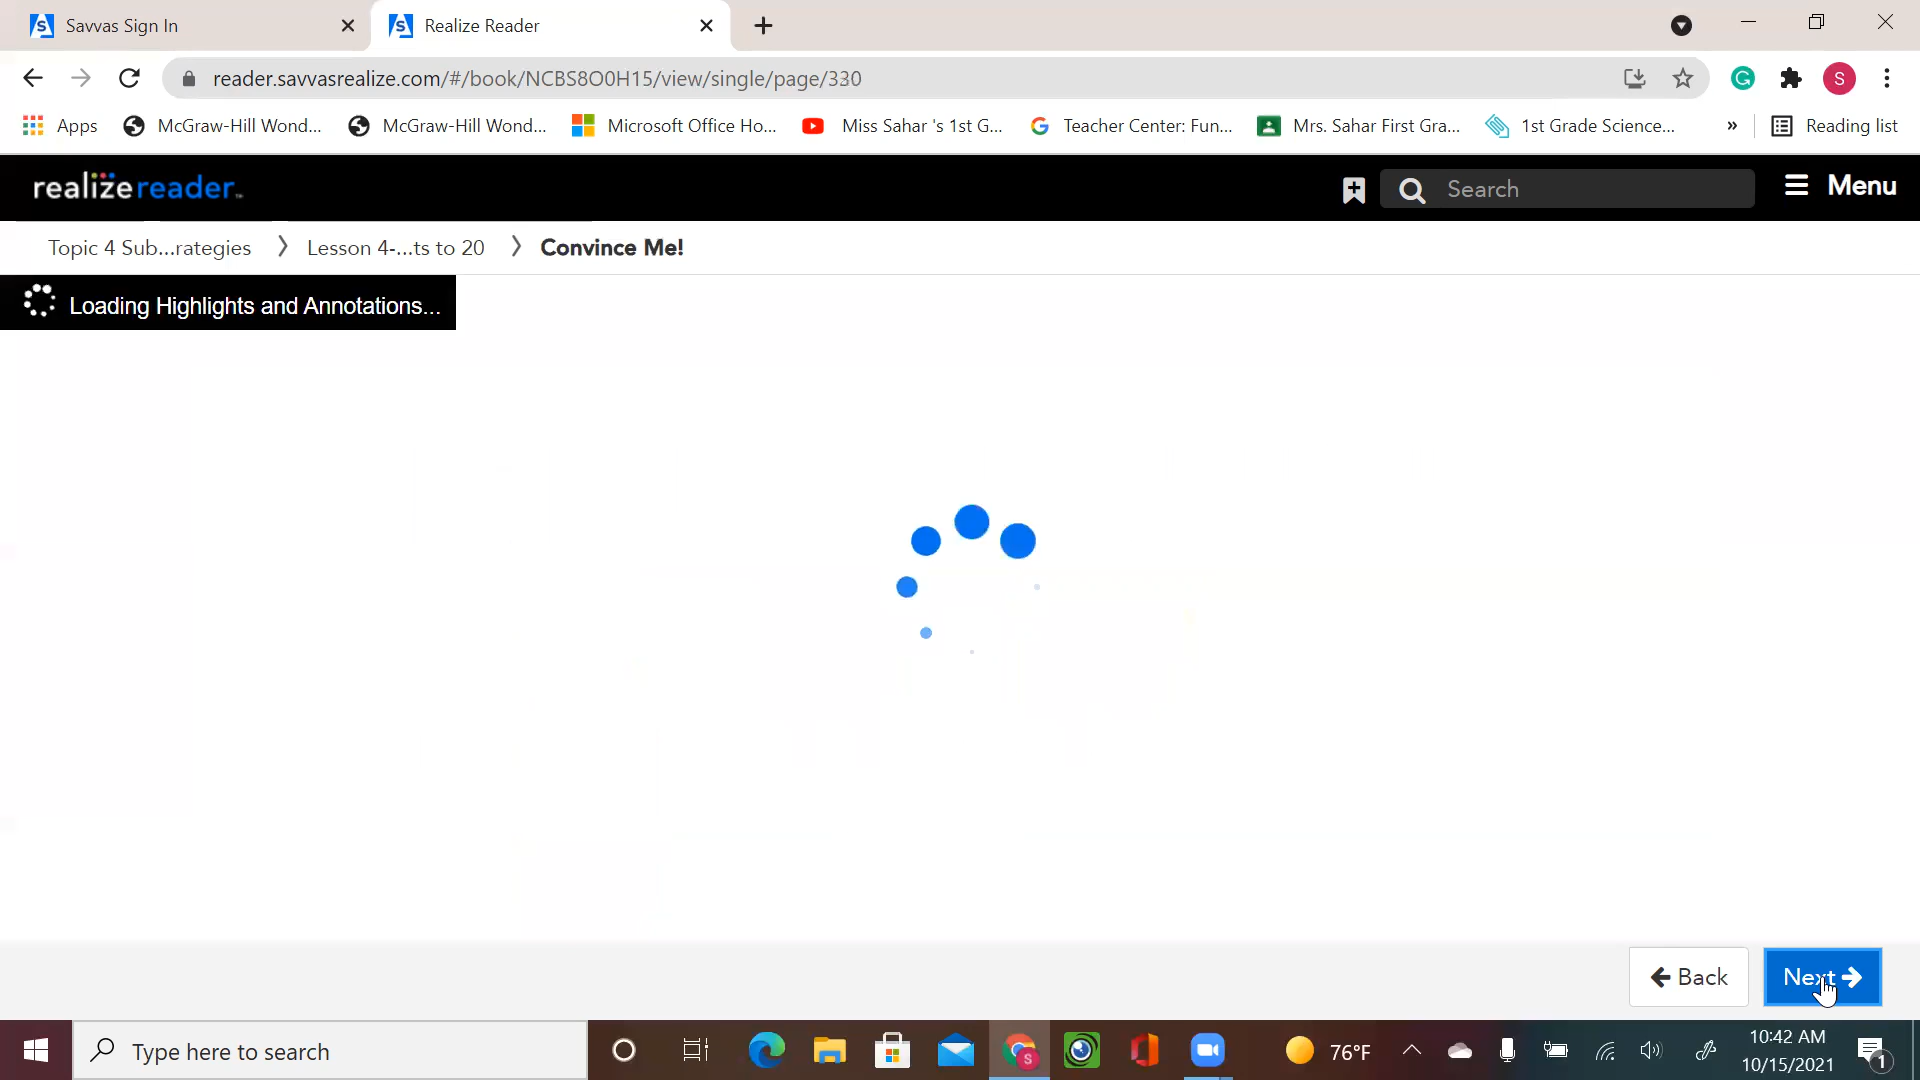 Savvas Sign In
Realize Reader
reader.savvasrealize.com/#/book/NCBS8O0H15/view/single/page/330
S
Apps
McGraw-Hill Wond...
McGraw-Hill Wond...
Microsoft Office Ho...
Miss Sahar 's 1st G...
Teacher Center: Fun...
Mrs. Sahar First Gra...
1st Grade Science...
»
Reading list
realizereader™
Search
Menu
Topic 4 Sub...rategies
Lesson 4-...ts to 20
Convince Me!
Loading Highlights and Annotations...
Back
Next
Type here to search
76°F
10:42 AM
10/15/2021
1